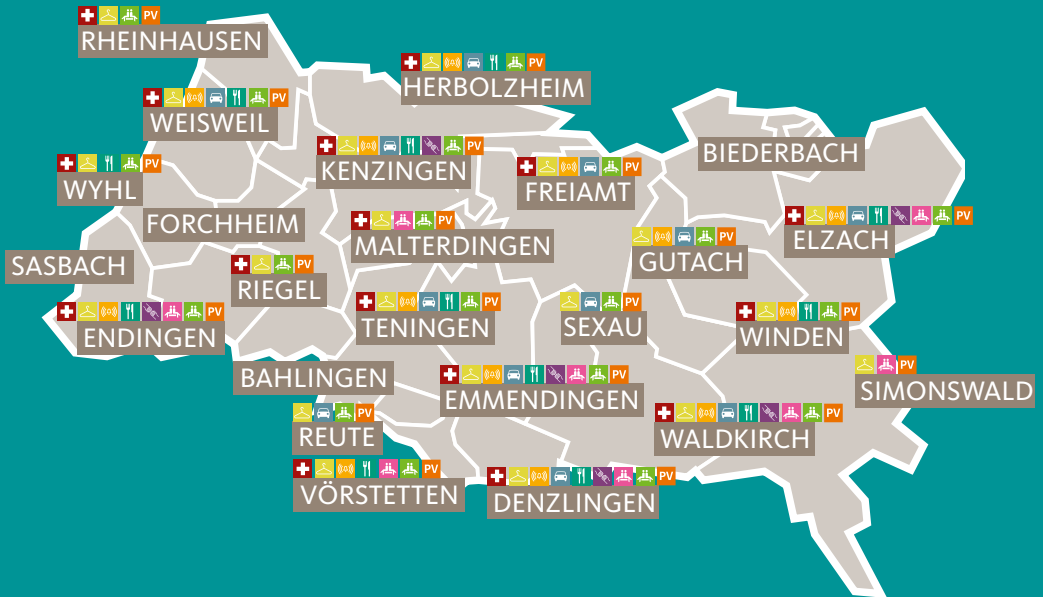 PV
RHEINHAUSEN
PV
HERBOLZHEIM
PV
WEISWEIL
PV
KENZINGEN
BIEDERBACH
PV
WYHL
PV
FREIAMT
FORCHHEIM
PV
MALTERDINGEN
PV
ELZACH
PV
GUTACH
SASBACH
PV
RIEGEL
PV
ENDINGEN
PV
TENINGEN
PV
SEXAU
PV
WINDEN
BAHLINGEN
PV
EMMENDINGEN
PV
SIMONSWALD
PV
REUTE
PV
WALDKIRCH
PV
VÖRSTETTEN
PV
DENZLINGEN